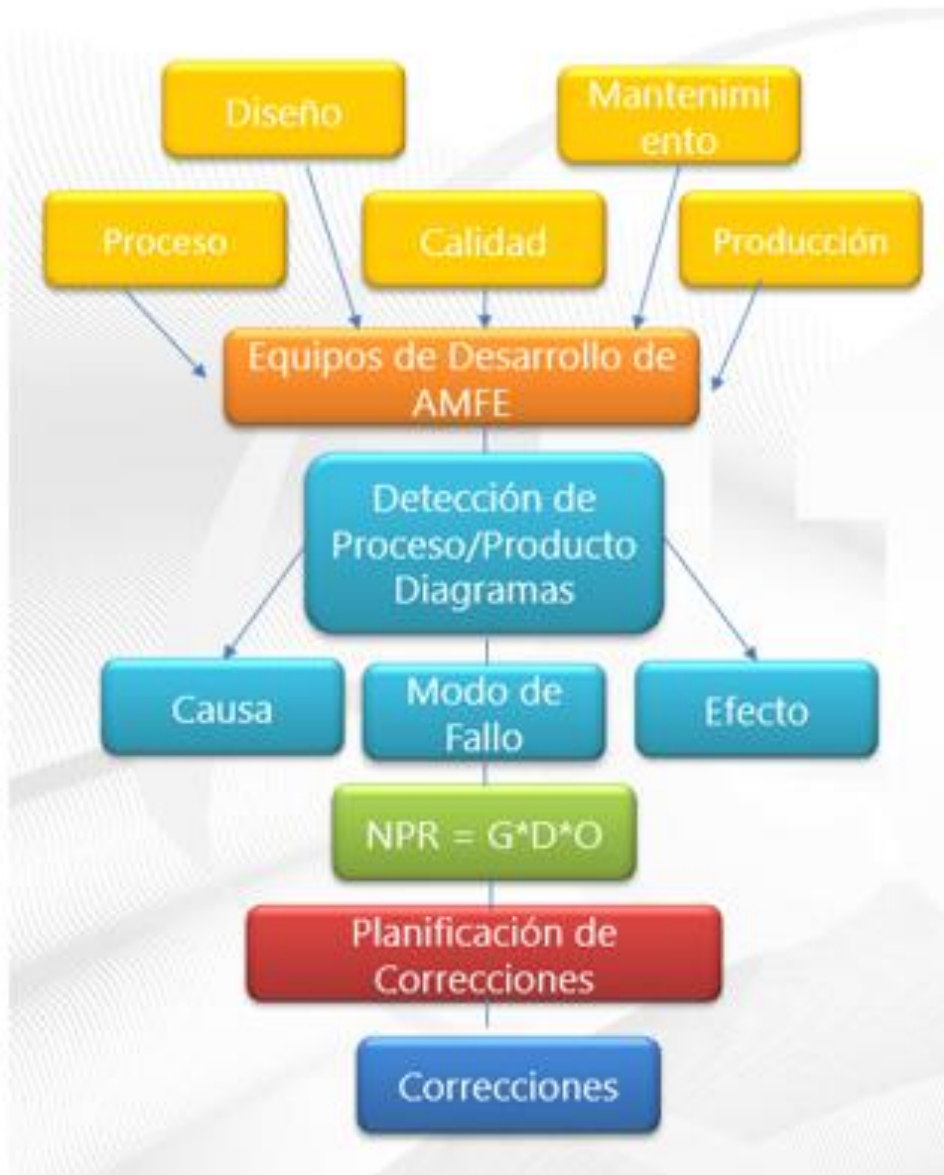 Diseño
Mantenimi
ento
Proceso
Calidad
Producción
Equipos de Desarrollo de
AMFE
Detección de
Proceso/Producto
Diagramas
Causa
Modo de
Fallo
Efecto
NPR = G*D*O
Planificación de
Correcciones
Correcciones